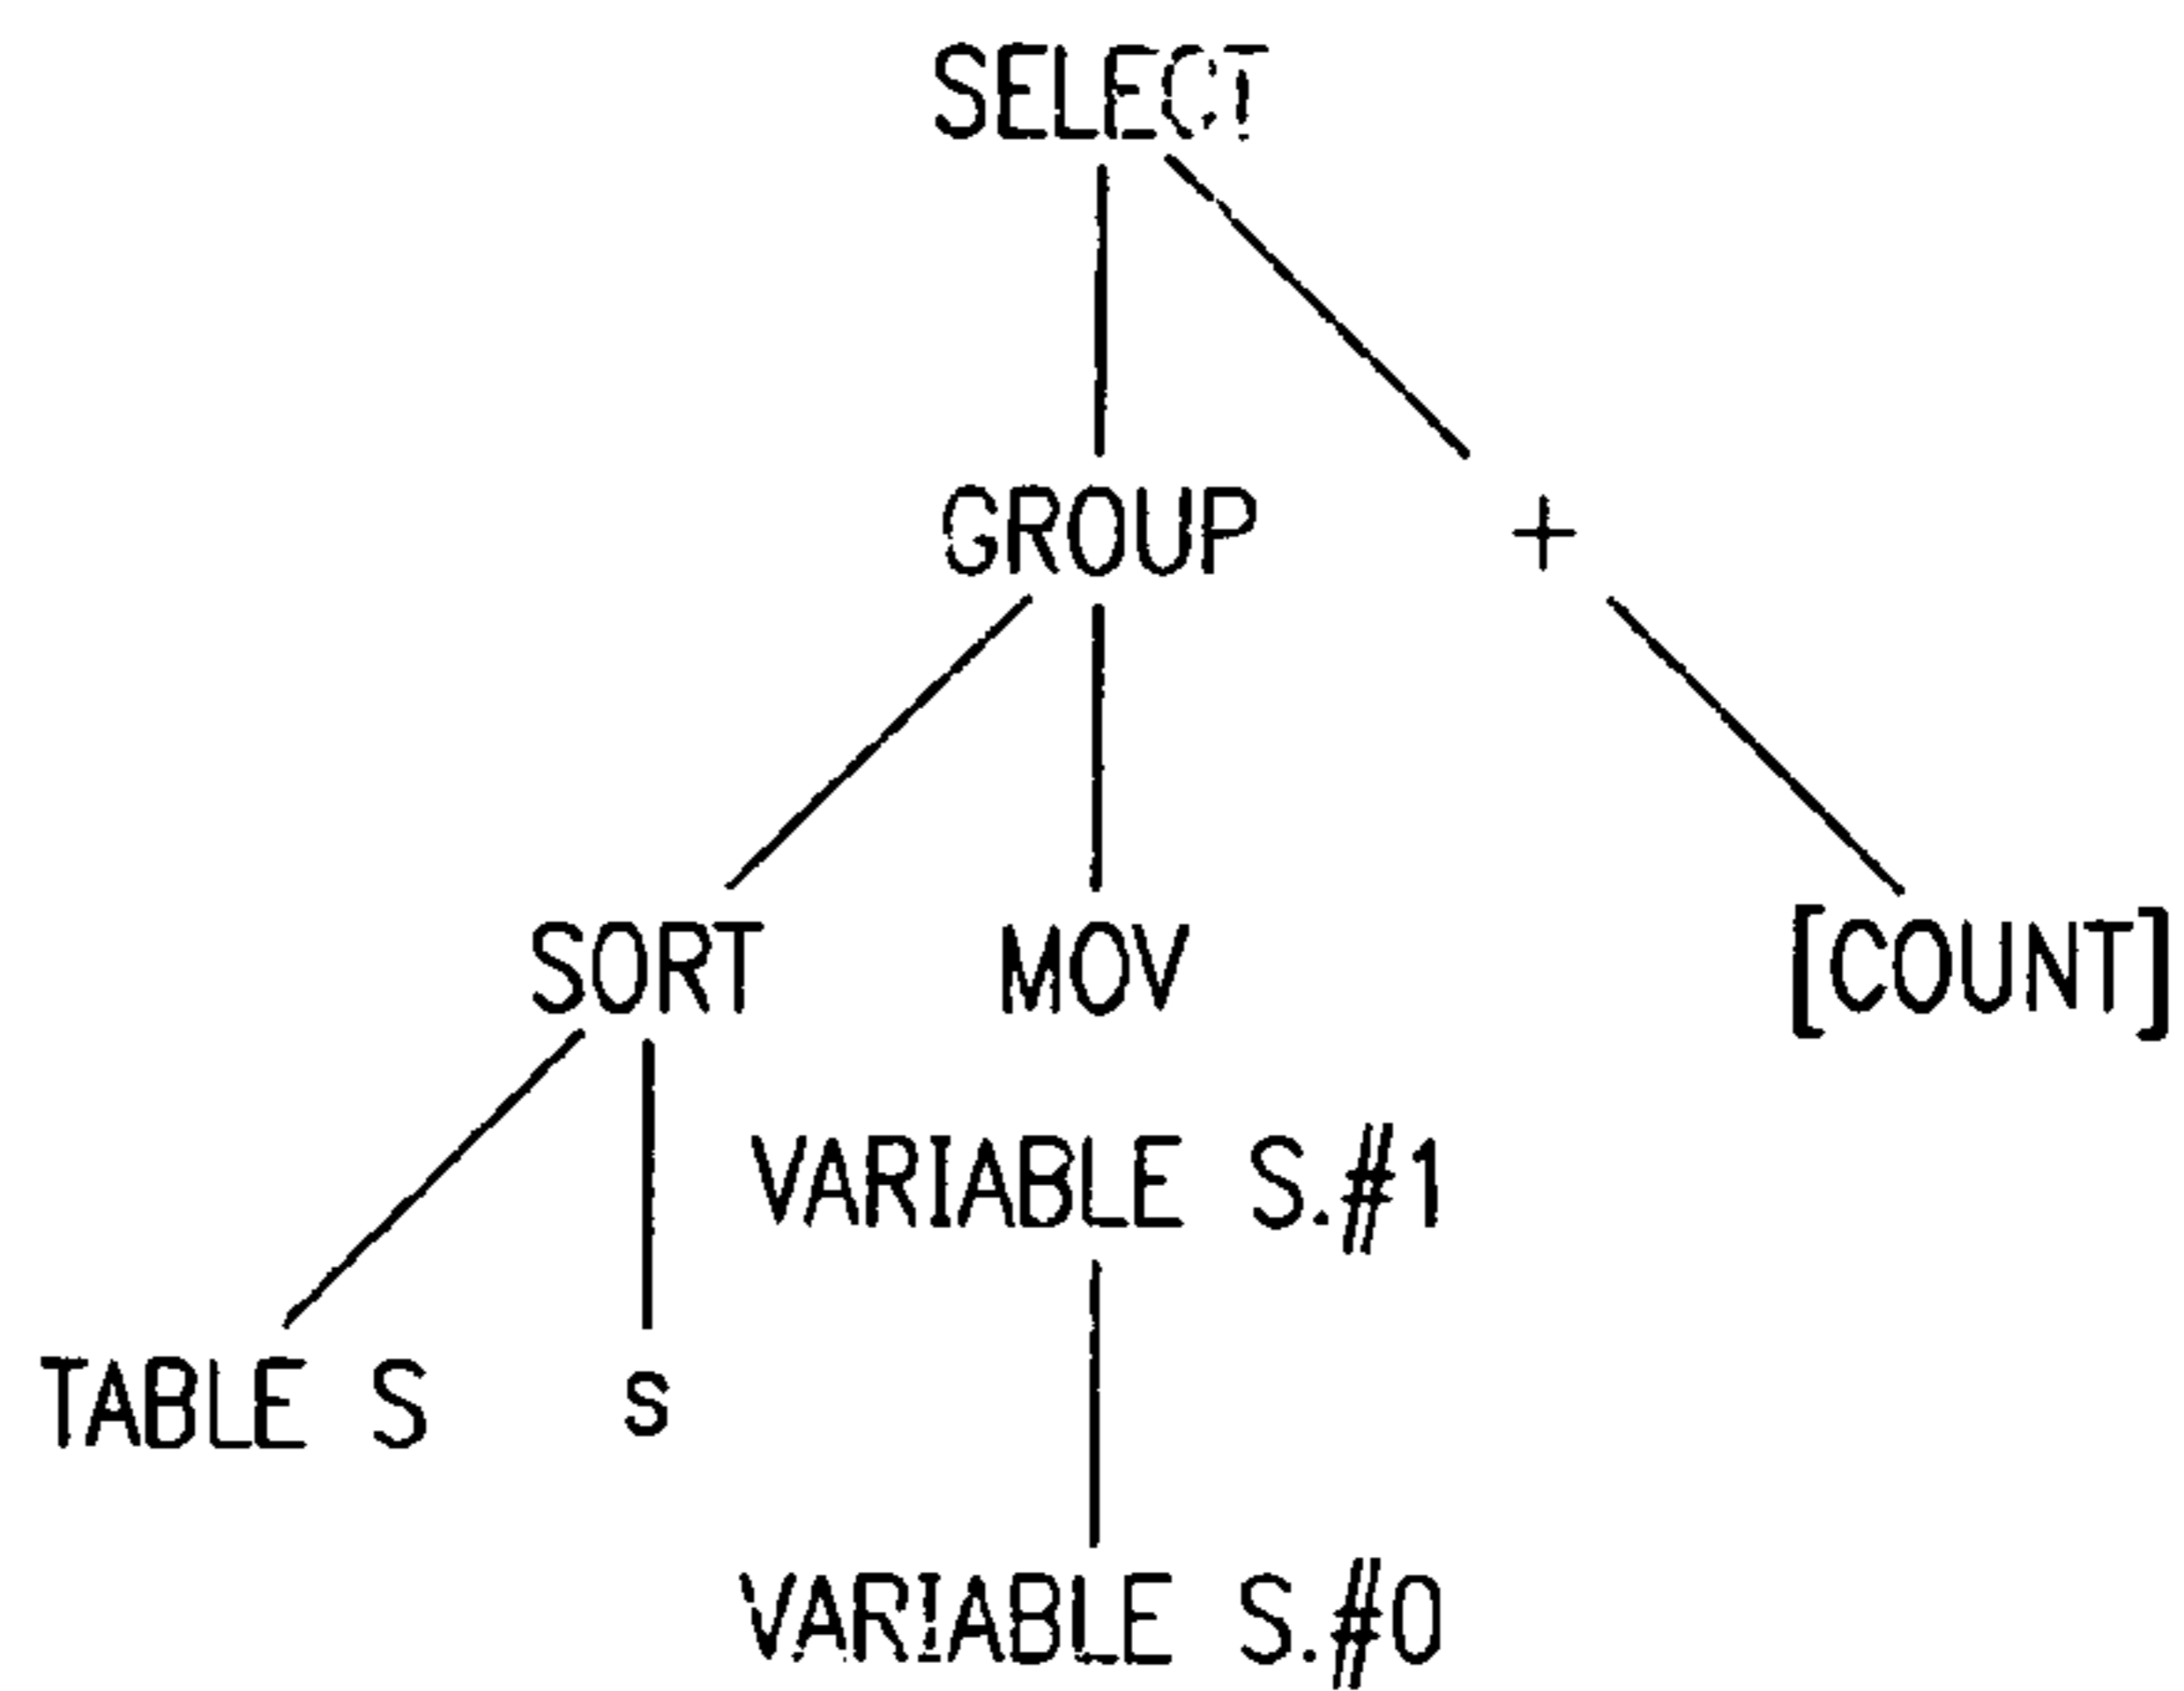 SELECT
GROUP +
SORT MOV [COUNT]
VARIABLE S.#1
TABLE S s
VARIABLE S.#0